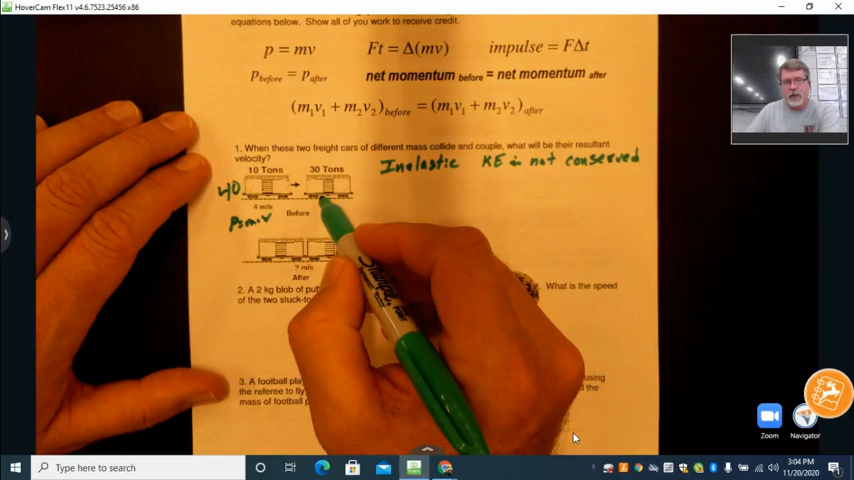 HoverCam Flex11 v4.6.7523.25456 x3
equations below. Show all of you work to receive credit.
p = mv Ft = Δ(mv) impulse = FΔt
p before = p after net momentum before = net momentum after
(m₁v₁ + m₂v₂)before = (m₁v₁ + m₂v₂)after
1. When these two freight cars of different mass collide and couple, what will be their resultant
velocity?
Inelastic KE is not conserved
10 Tons 30 Tons
40
4 m/s
Before
P=m·v
? m/s
After
2. A 2 kg blob of put What is the speed
of the two stuck-to
3. A football pla using
the referee to fly the
mass of football p
Zoom
Navigator
Type here to search
3:04 PM
11/20/2020